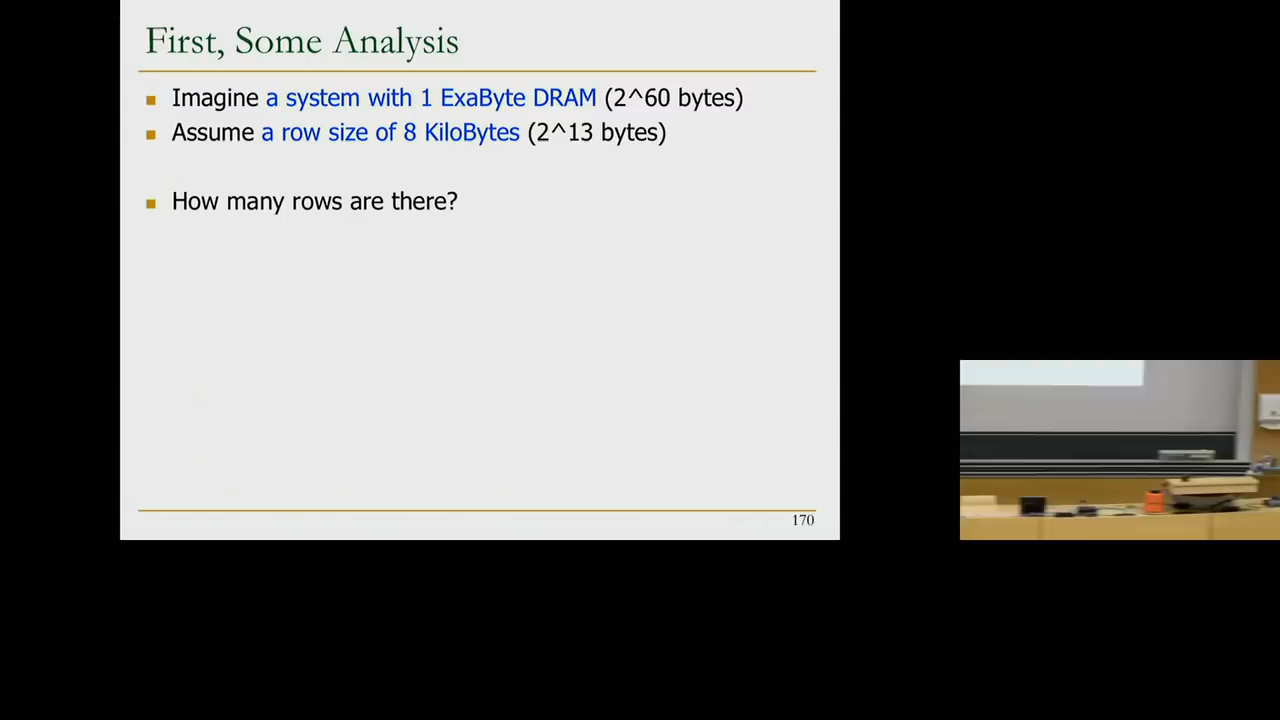 First, Some Analysis
Imagine a system with 1 ExaByte DRAM (2^60 bytes)
Assume a row size of 8 KiloBytes (2^13 bytes)
How many rows are there?
170